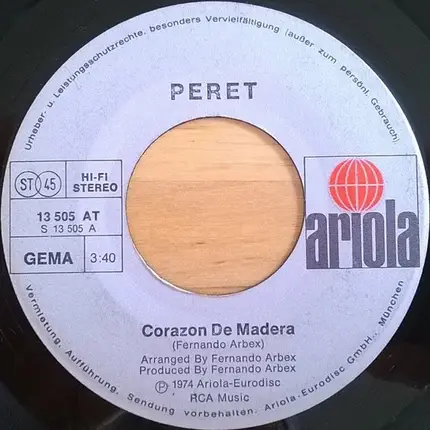 Urheber- u. Leistungsschutzrechte, besonders Vervielfältigung (außer zum persönl. Gebrauch),
PERET
ST 45
HI-FI
STEREO
13 505 AT
S 13 505 A
GEMA
3:40
ariola
Corazon De Madera
(Fernando Arbex)
Arranged By Fernando Arbex
Produced By Fernando Arbex
Ⓟ 1974 Ariola-Eurodisc
RCA Music
Vermietung, Aufführung, Sendung vorbehalten. Ariola-Eurodisc GmbH., München